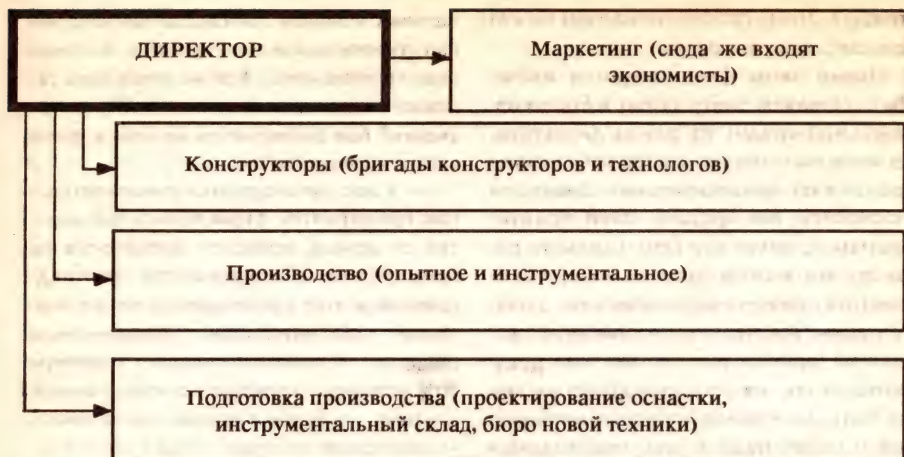 ДИРЕКТОР
Маркетинг (сюда же входят
экономисты)
Конструкторы (бригады конструкторов и технологов)
Производство (опытное и инструментальное)
Подготовка производства (проектирование оснастки,
инструментальный склад, бюро новой техники)